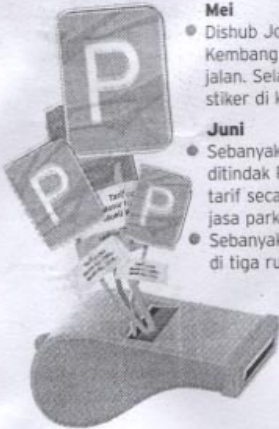 P
P
P
Tarif
Mei
Dishub Jo
Kembang
jalan. Sela
stiker di k
Juni
Sebanyak
ditindak
tarif seca
jasa park
Sebanyak
di tiga ru